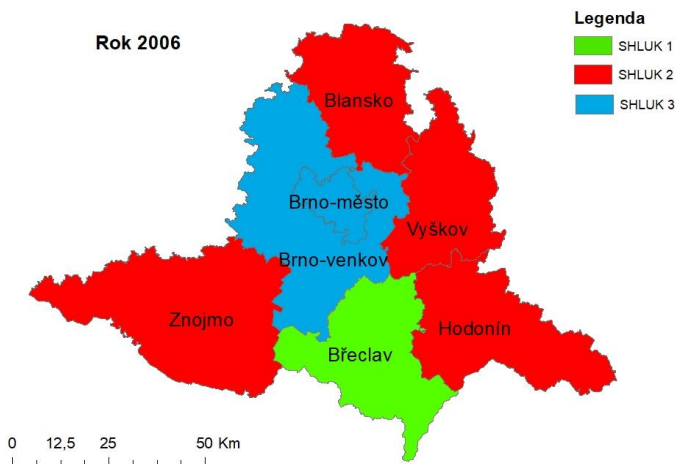 Rok 2006
Legenda
SHLUK 1
SHLUK 2
SHLUK 3
Blansko
Brno-město
Vyškov
Brno-venkov
Znojmo
Hodonín
Břeclav
0 12,5 25 50 Km